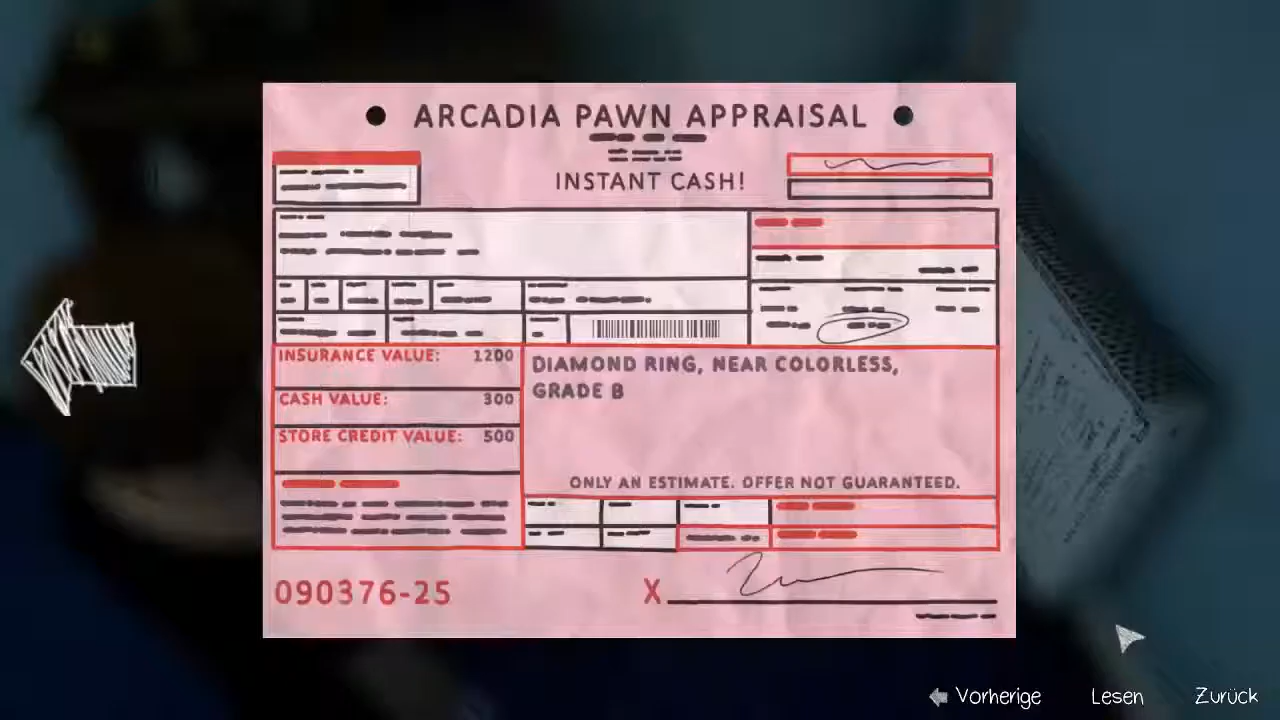 ARCADIA PAWN APPRAISAL
INSTANT CASH!
INSURANCE VALUE: 1200
CASH VALUE: 300
STORE CREDIT VALUE: 500
DIAMOND RING, NEAR COLORLESS,
GRADE B
ONLY AN ESTIMATE. OFFER NOT GUARANTEED.
090376-25
X
Vorherige
Lesen
Zurück